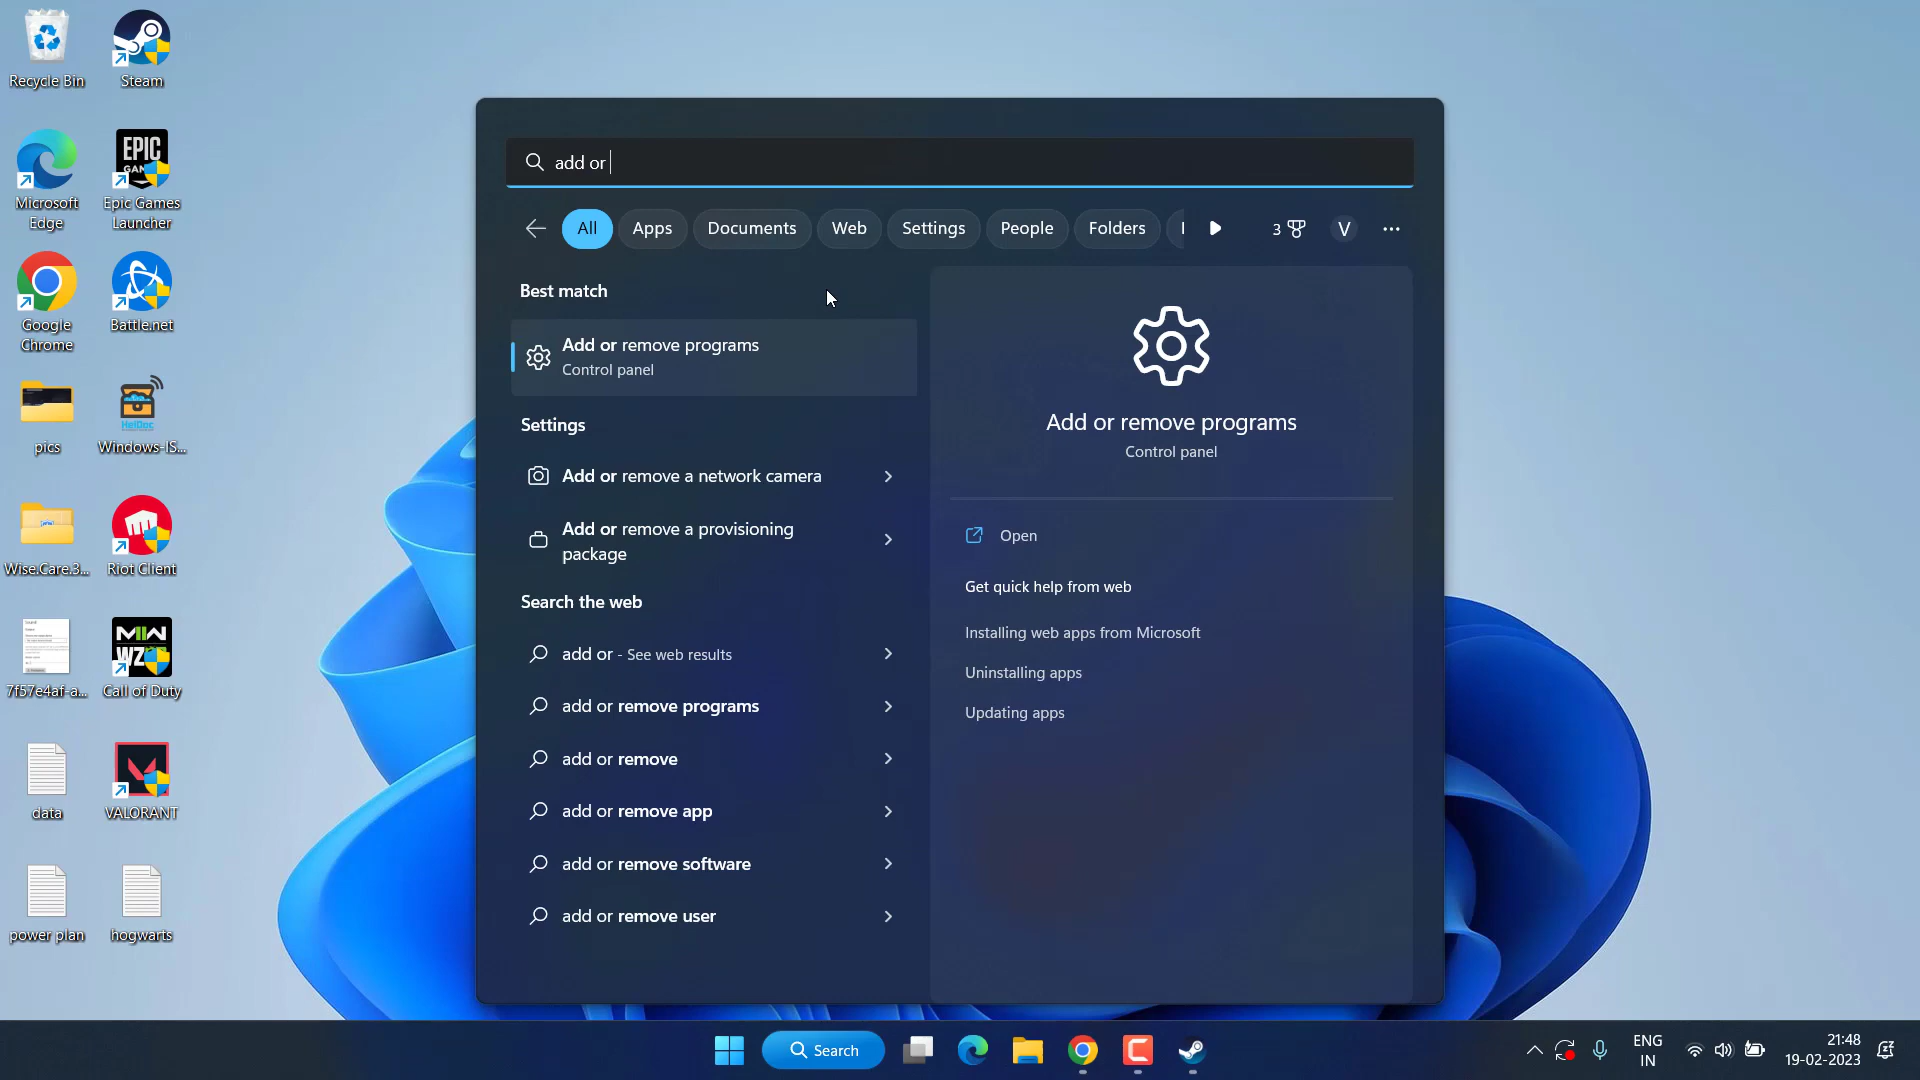 Recycle Bin
Steam
Microsoft
Edge
EPIC
Epic Games
Launcher
Google
Chrome
Battle.net
pics
HeiDoc
Windows-IS...
Wise.Care.3...
Riot Client
7f57e4af-a...
MW
WZ
Call of Duty
data
VALORANT
power plan
hogwarts
add or
All
Apps
Documents
Web
Settings
People
Folders
3
V
Best match
Add or remove programs
Control panel
Settings
Add or remove a network camera
Add or remove a provisioning
package
Search the web
add or - See web results
add or remove programs
add or remove
add or remove app
add or remove software
add or remove user
Add or remove programs
Control panel
Open
Get quick help from web
Installing web apps from Microsoft
Uninstalling apps
Updating apps
Search
ENG
IN
21:48
19-02-2023